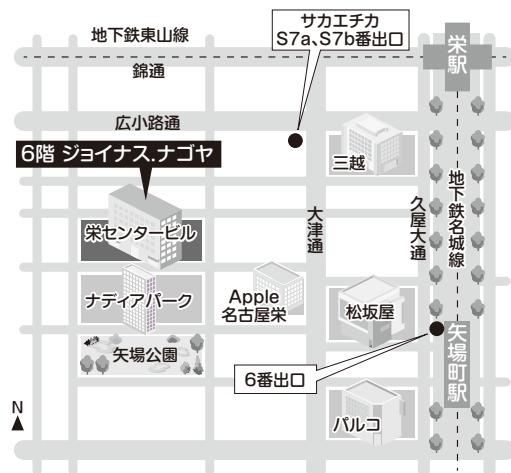 地下鉄東山線
サカエチカ
S7a、S7b番出口
栄駅
錦通
広小路通
6階 ジョイナス.ナゴヤ
三越
栄センタービル
大津通
久屋大通
地下鉄名城線
ナディアパーク
Apple
名古屋栄
松坂屋
矢場公園
矢場町駅
6番出口
パルコ
N